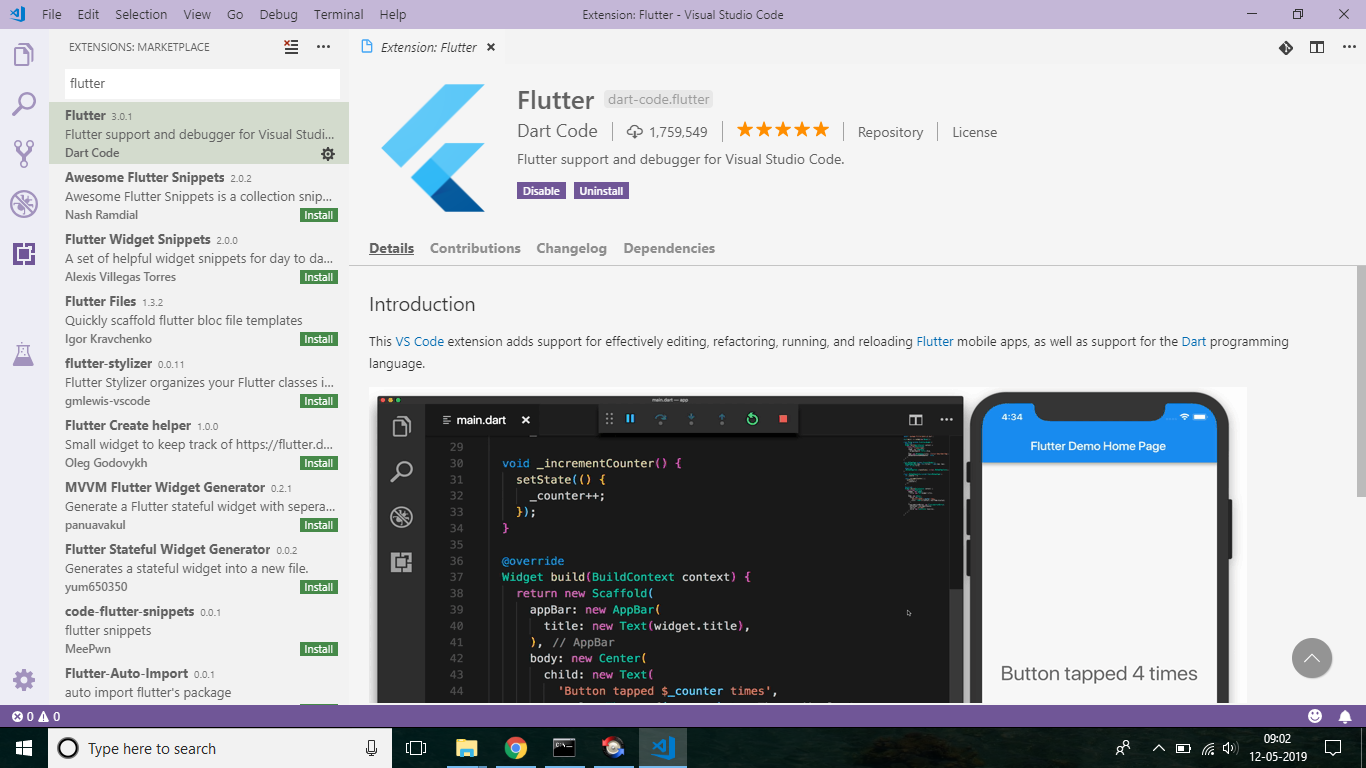 File Edit Selection View Go Debug Terminal Help
Extension: Flutter - Visual Studio Code
EXTENSIONS: MARKETPLACE
flutter
Flutter 3.0.1
Flutter support and debugger for Visual Studi...
Dart Code
Awesome Flutter Snippets 2.0.2
Awesome Flutter Snippets is a collection snip...
Nash Ramdial Install
Flutter Widget Snippets 2.0.0
A set of helpful widget snippets for day to da...
Alexis Villegas Torres Install
Flutter Files 1.3.2
Quickly scaffold flutter bloc file templates
Igor Kravchenko Install
flutter-stylizer 0.0.11
Flutter Stylizer organizes your Flutter classes i...
gmlewis-vscode Install
Flutter Create helper 1.0.0
Small widget to keep track of https://flutter.d...
Oleg Godovykh Install
MVVM Flutter Widget Generator 0.2.1
Generate a Flutter stateful widget with sepera...
panuavakul Install
Flutter Stateful Widget Generator 0.0.2
Generates a stateful widget into a new file.
yum650350 Install
code-flutter-snippets 0.0.1
flutter snippets
MeePwn Install
Flutter-Auto-Import 0.0.1
auto import flutter's package
Extension: Flutter
Flutter dart-code.flutter
Dart Code 1,759,549 Repository License
Flutter support and debugger for Visual Studio Code.
Disable Uninstall
Details Contributions Changelog Dependencies
Introduction
This VS Code extension adds support for effectively editing, refactoring, running, and reloading Flutter mobile apps, as well as support for the Dart programming
language.
main.dart — app
main.dart
29
30 void _incrementCounter() {
31 setState(() {
32 _counter++;
33 });
34 }
35
36 @override
37 Widget build(BuildContext context) {
38 return new Scaffold(
39 appBar: new AppBar(
40 title: new Text(widget.title),
41 ), // AppBar
42 body: new Center(
43 child: new Text(
44 'Button tapped $_counter times',
4:34
Flutter Demo Home Page
Button tapped 4 times
0 0
Type here to search
09:02
12-05-2019